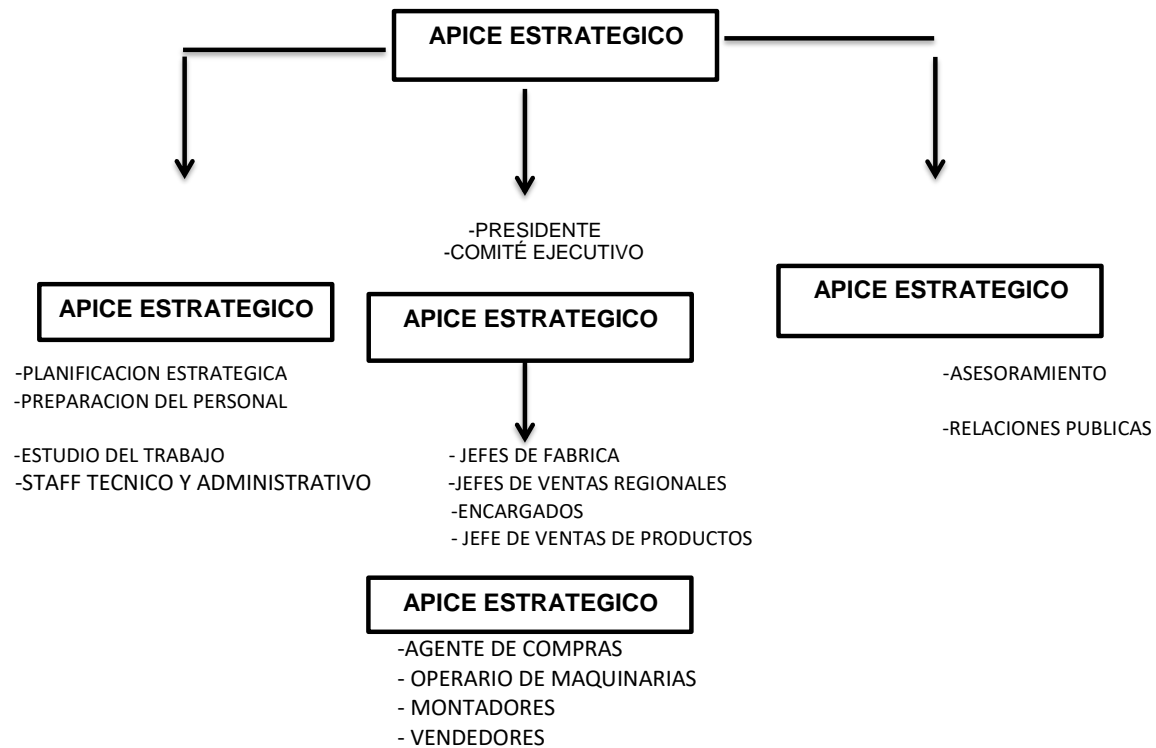 APICE ESTRATEGICO
-PRESIDENTE
-COMITÉ EJECUTIVO
APICE ESTRATEGICO
-PLANIFICACION ESTRATEGICA
-PREPARACION DEL PERSONAL
-ESTUDIO DEL TRABAJO
-STAFF TECNICO Y ADMINISTRATIVO
APICE ESTRATEGICO
- JEFES DE FABRICA
-JEFES DE VENTAS REGIONALES
-ENCARGADOS
- JEFE DE VENTAS DE PRODUCTOS
APICE ESTRATEGICO
-ASESORAMIENTO
-RELACIONES PUBLICAS
APICE ESTRATEGICO
-AGENTE DE COMPRAS
- OPERARIO DE MAQUINARIAS
- MONTADORES
- VENDEDORES